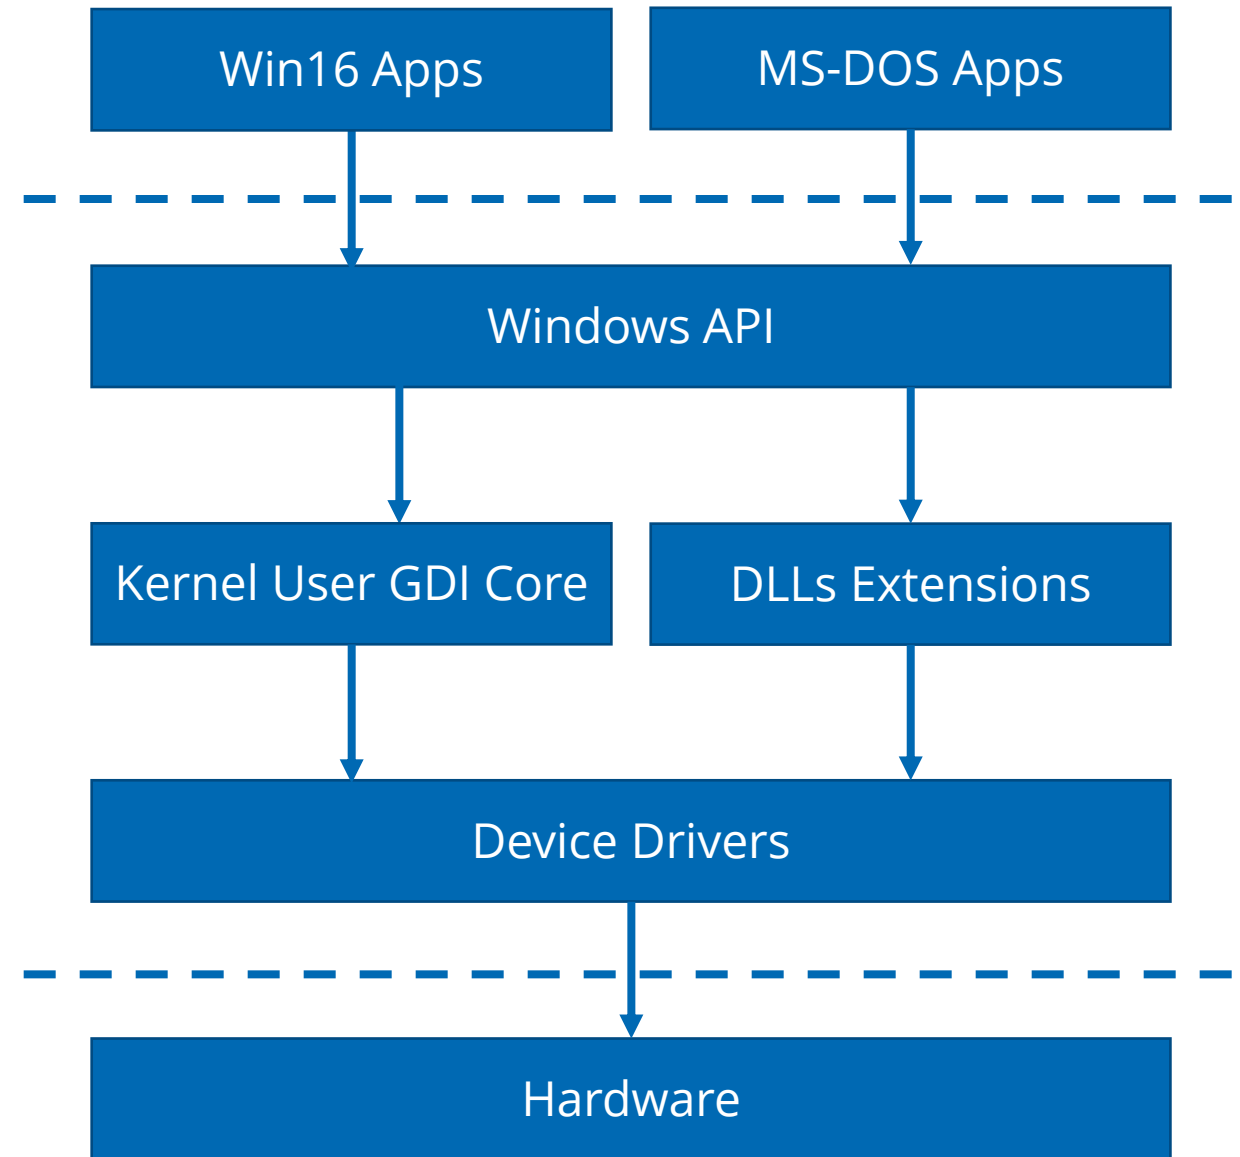 Win16 Apps
MS-DOS Apps
Windows API
Kernel User GDI Core
DLLs Extensions
Device Drivers
Hardware